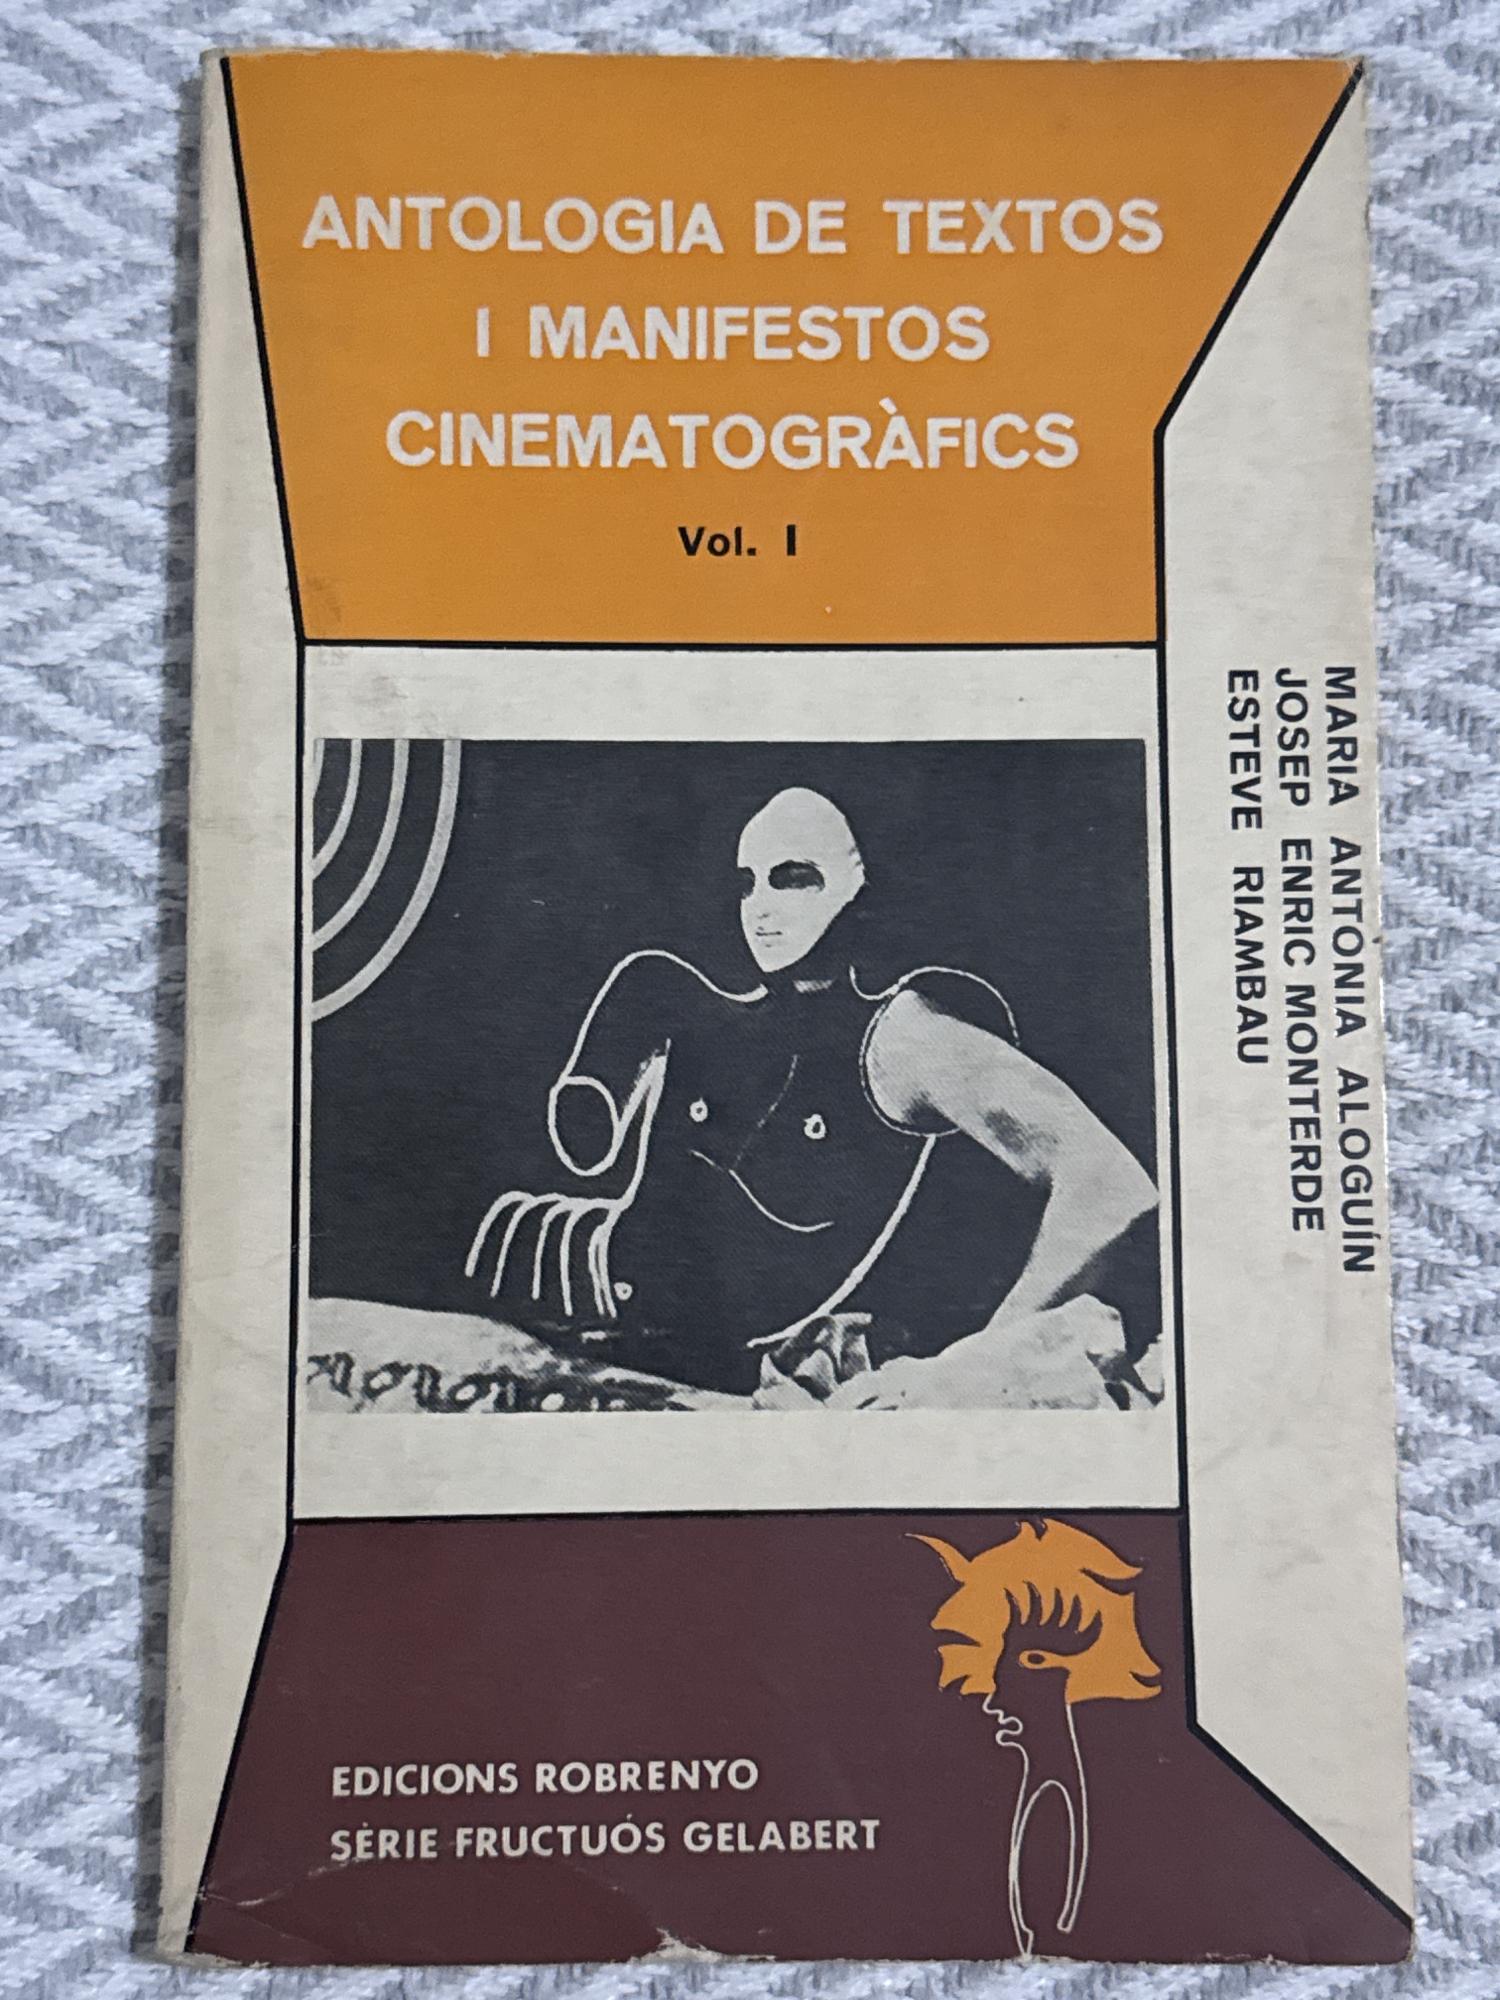 ANTOLOGIA DE TEXTOS
I MANIFESTOS
CINEMATOGRÀFICS
Vol. I
MARIA ANTÒNIA ALOGUÍN
JOSEP ENRIC MONTERDE
ESTEVE RIAMBAU
EDICIONS ROBRENYO
SÈRIE FRUCTUÓS GELABERT